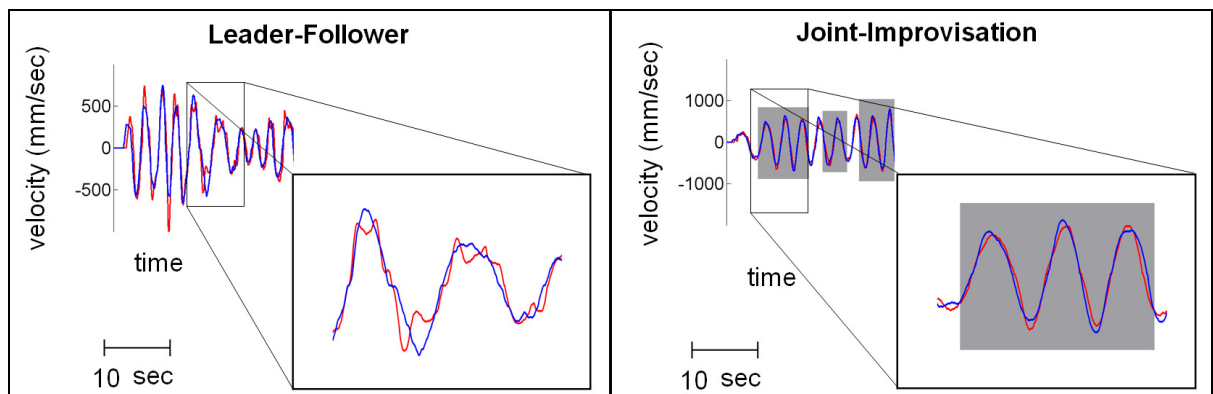 Leader-Follower
velocity (mm/sec)
500
0
-500
time
10 sec
Joint-Improvisation
velocity (mm/sec)
1000
0
-1000
time
10 sec